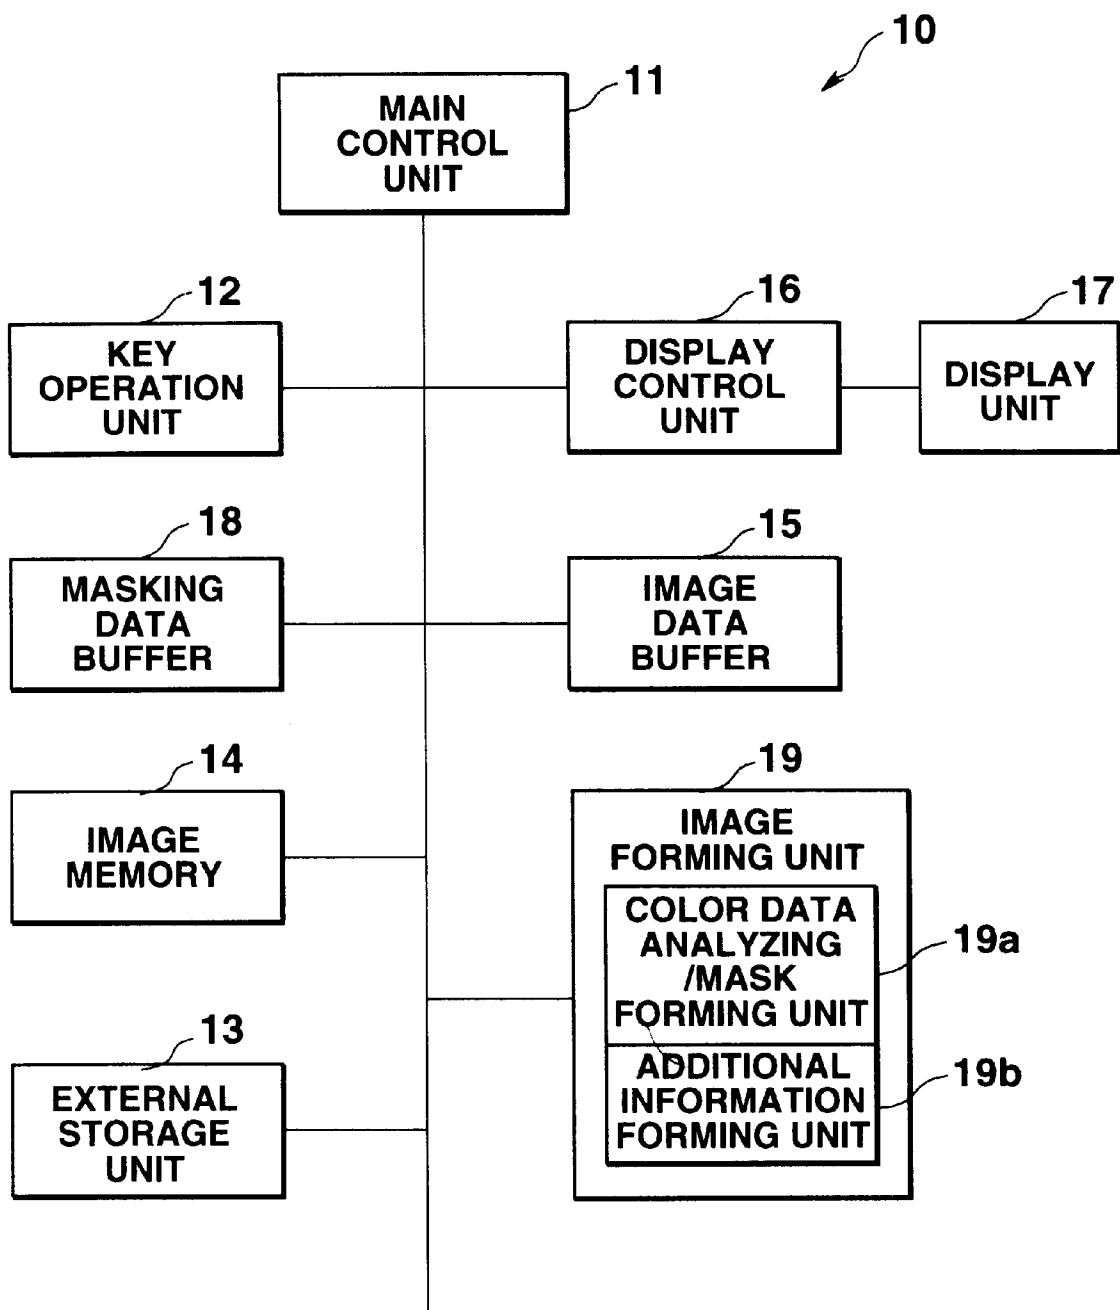 10
11
MAIN
CONTROL
UNIT
12
KEY
OPERATION
UNIT
16
DISPLAY
CONTROL
UNIT
17
DISPLAY
UNIT
18
MASKING
DATA
BUFFER
15
IMAGE
DATA
BUFFER
14
IMAGE
MEMORY
19
IMAGE
FORMING UNIT
COLOR DATA
ANALYZING
/MASK
FORMING UNIT
19a
ADDITIONAL
INFORMATION
FORMING UNIT
19b
13
EXTERNAL
STORAGE
UNIT